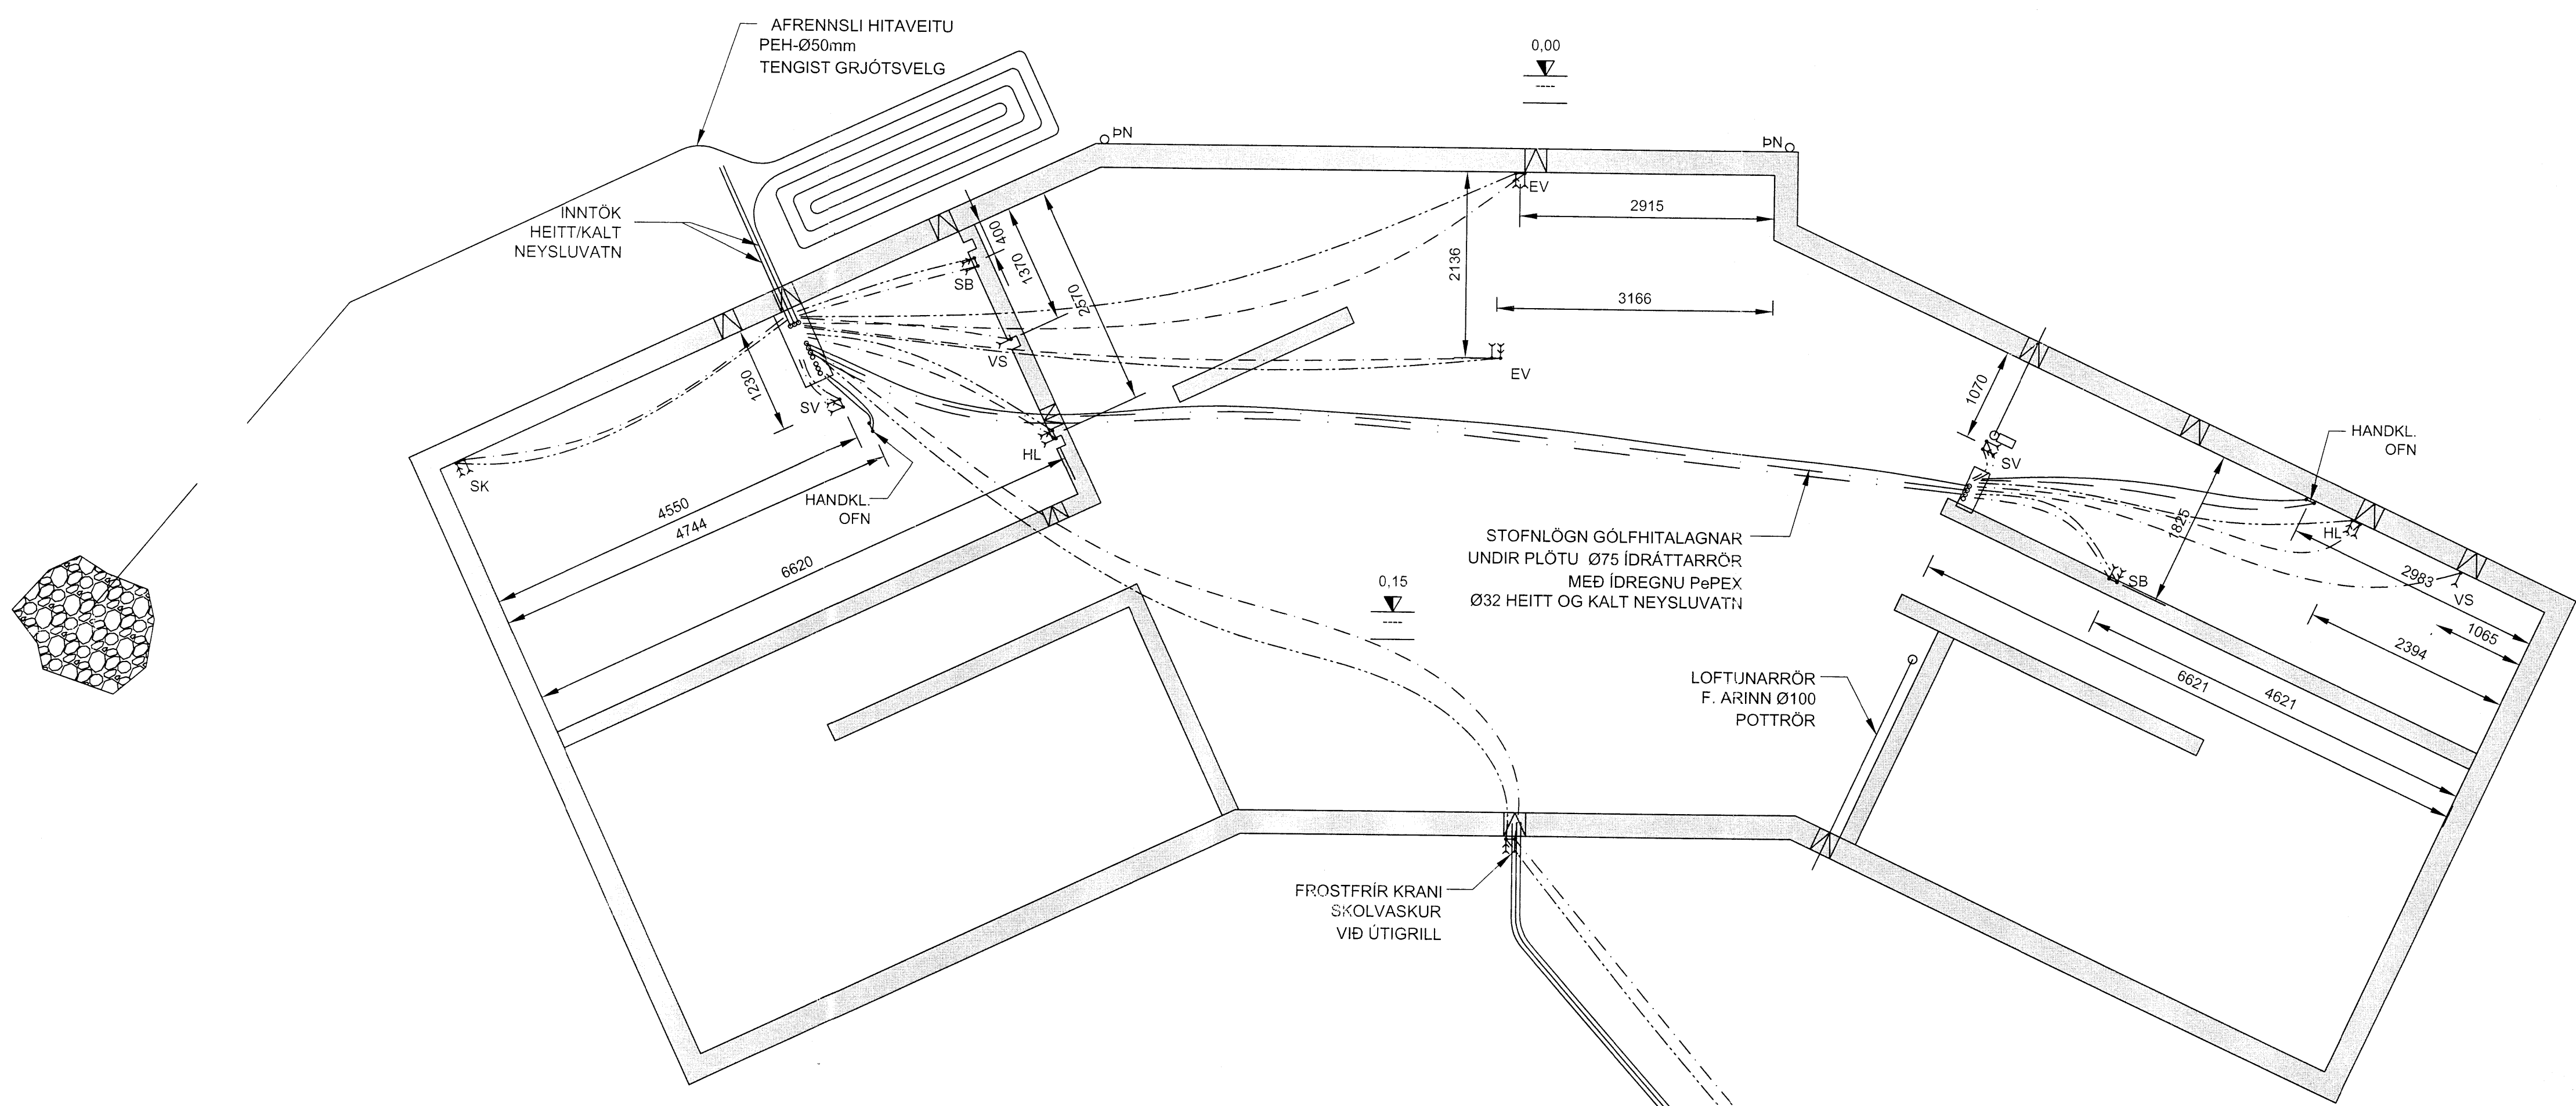 AFRENNSLI HITAVEITU
PEH-Ø50mm
TENGIST GRJÓTSVELG
0,00
ÞN
ÞN
INNTÖK
HEITT/KALT
NEYSLUVATN
EV
2915
400
1370
2570
SB
2136
3166
VS
EV
1230
SV
HL
SK
HANDKL.
OFN
4550
4744
6620
1070
SV
HANDKL.
OFN
HL
1825
SB
2983
VS
1065
2394
4621
6621
STOFNLÖGN GÓLFHITALAGNAR
UNDIR PLÖTU Ø75 ÍDRÁTTARRÖR
MEÐ ÍDREGNU PePEX
Ø32 HEITT OG KALT NEYSLUVATN
0,15
LOFTUNARRÖR
F. ARINN Ø100
POTTRÖR
FROSTFRÍR KRANI
SKOLVASKUR
VIÐ ÚTIGRILL